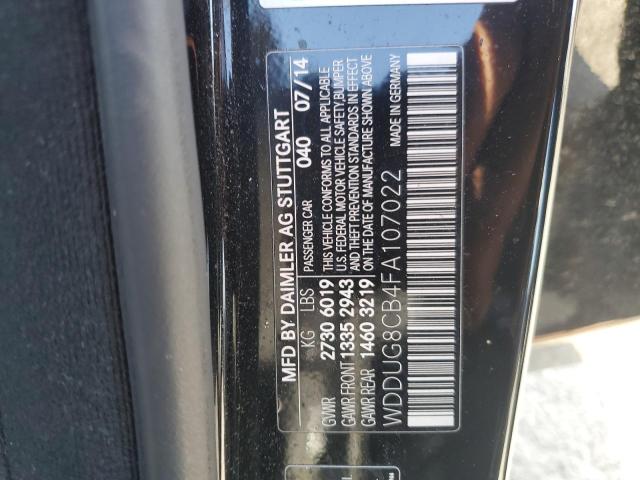 MFD BY DAIMLER AG STUTTGART
PASSENGER CAR 040 07/14
KG LBS
GVWR 2730 6019
GAWR FRONT 1335 2943
GAWR REAR 1460 3219
THIS VEHICLE CONFORMS TO ALL APPLICABLE
U.S. FEDERAL MOTOR VEHICLE SAFETY, BUMPER
AND THEFT PREVENTION STANDARDS IN EFFECT
ON DATE OF MANUFACTURE SHOWN ABOVE
WDDUG8CB4FA107022
MADE IN GERMANY